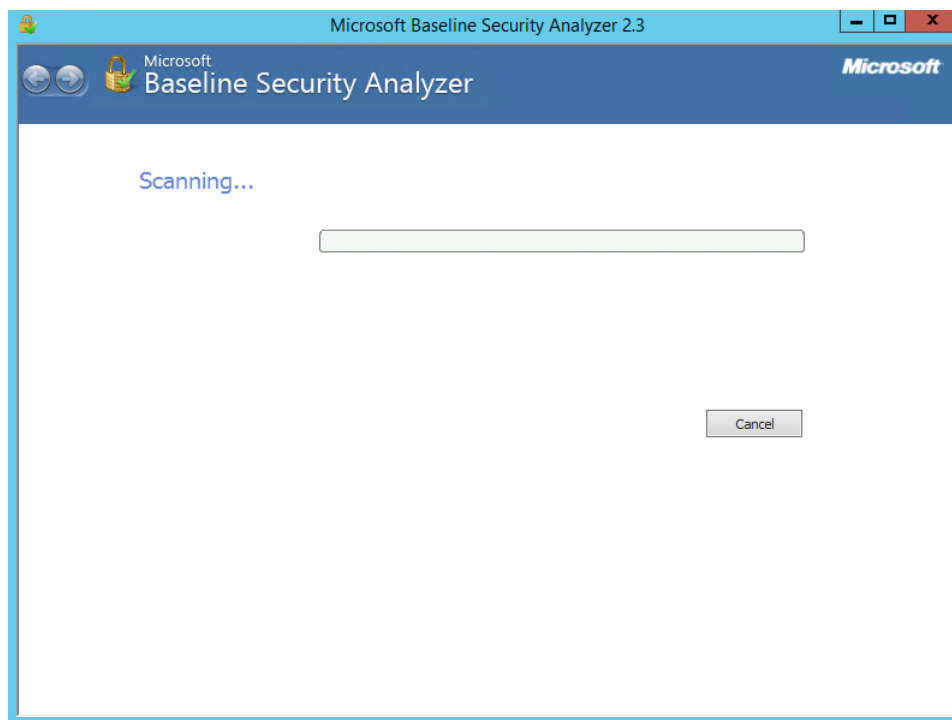 Microsoft Baseline Security Analyzer 2.3
Microsoft
Baseline Security Analyzer
Microsoft
Scanning...
Cancel